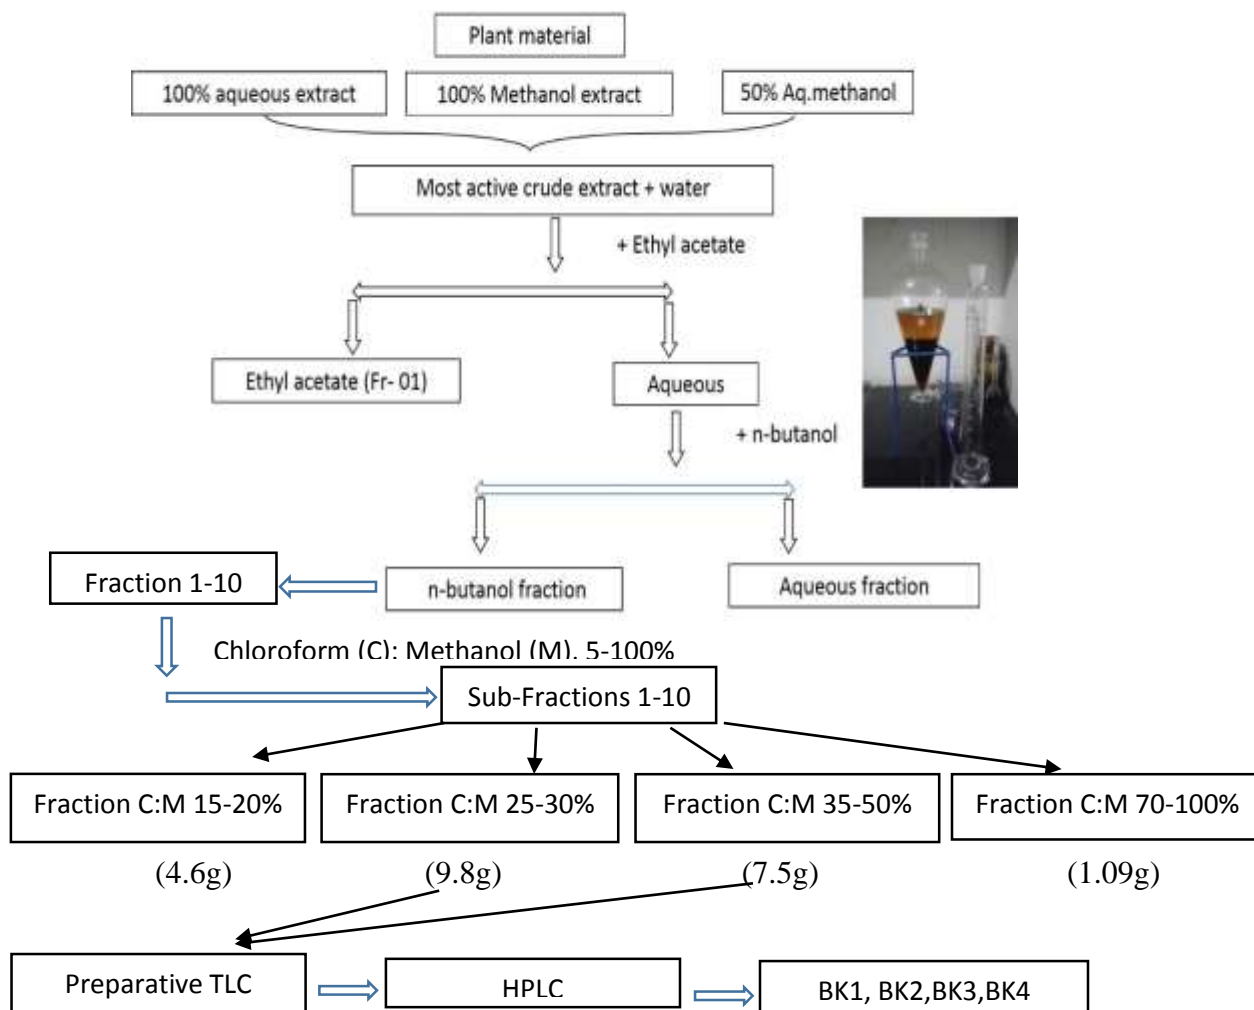 Plant material
100% aqueous extract
100% Methanol extract
50% Aq.methanol
Most active crude extract + water
+ Ethyl acetate
Ethyl acetate (Fr- 01)
Aqueous
+ n-butanol
Fraction 1-10
n-butanol fraction
Aqueous fraction
Chloroform (C): Methanol (M). 5-100%
Sub-Fractions 1-10
Fraction C:M 15-20%
Fraction C:M 25-30%
Fraction C:M 35-50%
Fraction C:M 70-100%
(4.6g)
(9.8g)
(7.5g)
(1.09g)
Preparative TLC
HPLC
BK1, BK2,BK3,BK4